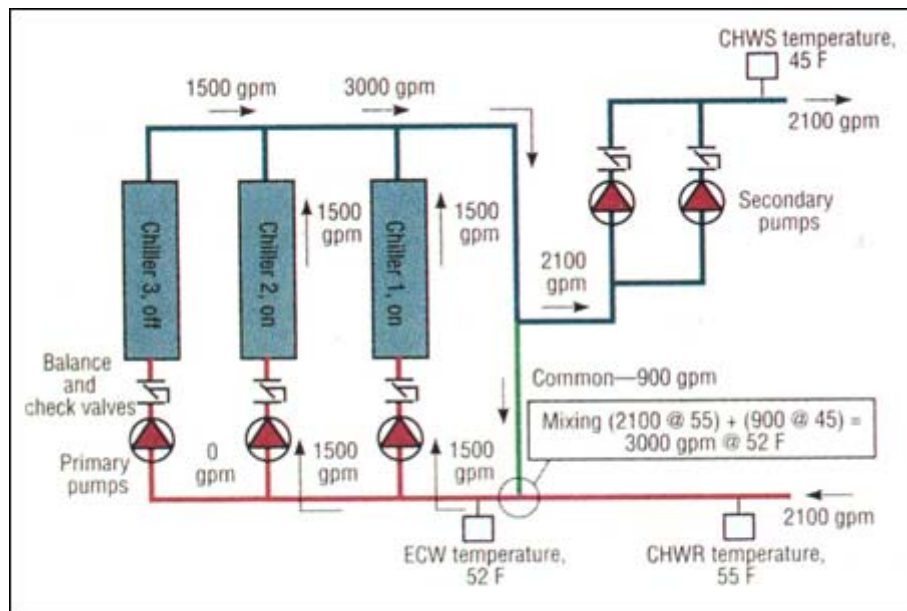 CHWS temperature,
45 F
1500 gpm
3000 gpm
2100 gpm
Chiller 3, off
Chiller 2, on
1500
gpm
Chiller 1, on
1500
gpm
Secondary
pumps
2100
gpm
Balance
and
check valves
Common—900 gpm
Mixing (2100 @ 55) + (900 @ 45) =
3000 gpm @ 52 F
Primary
pumps
0
gpm
1500
gpm
1500
gpm
2100 gpm
ECW temperature,
52 F
CHWR temperature,
55 F